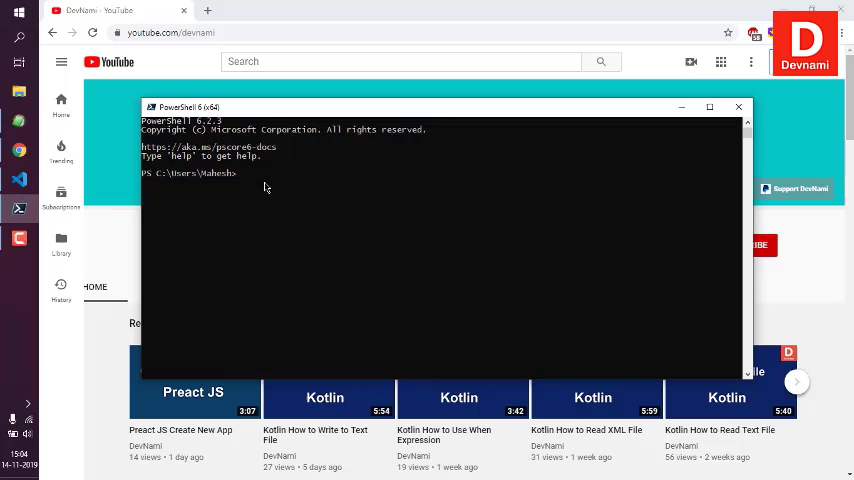 DevNami - YouTube
youtube.com/devnami
58
D
Devnami
YouTube
Search
Home
Trending
Subscriptions
Library
History
PowerShell 6 (x64)
PowerShell 6.2.3
Copyright (c) Microsoft Corporation. All rights reserved.
https://aka.ms/pscore6-docs
Type 'help' to get help.
PS C:\Users\Mahesh>
Support DevNami
IBE
HOME
Re
Preact JS
3:07
Kotlin
5:54
Kotlin
3:42
Kotlin
5:59
File
D
Kotlin
5:40
Preact JS Create New App
DevNami
14 views • 1 day ago
Kotlin How to Write to Text
File
DevNami
27 views • 5 days ago
Kotlin How to Use When
Expression
DevNami
19 views • 1 week ago
Kotlin How to Read XML File
DevNami
31 views • 1 week ago
Kotlin How to Read Text File
DevNami
56 views • 2 weeks ago
15:04
14-11-2019